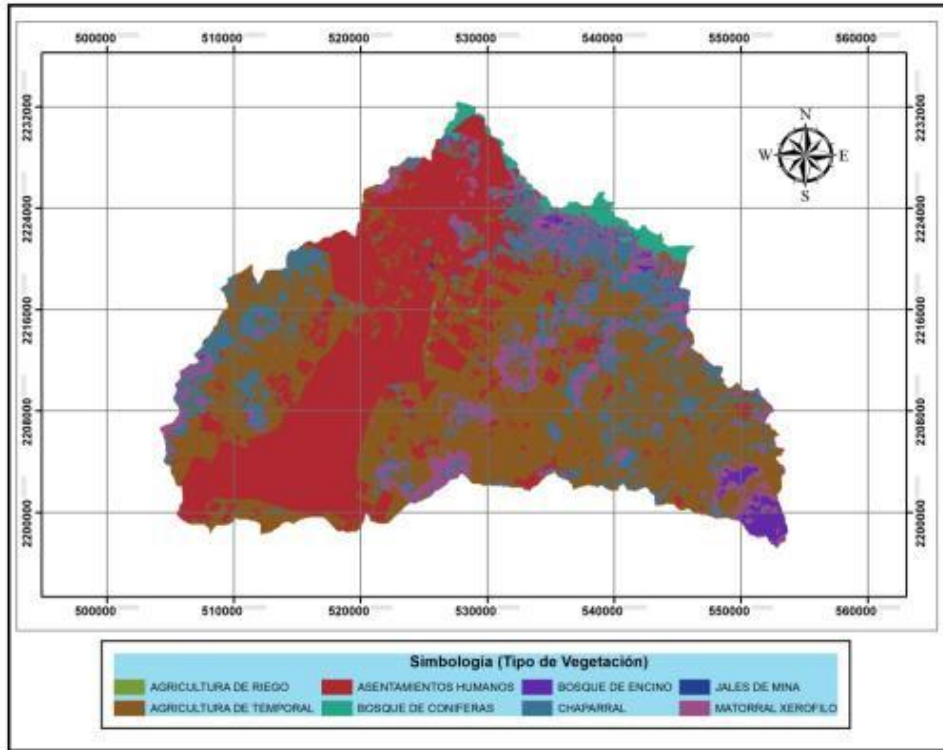 500000 510000 520000 530000 540000 550000 560000
2232000 2232000
N
W E
S
2224000 2224000
2216000 2216000
2208000 2208000
2200000 2200000
500000 510000 520000 530000 540000 550000 560000
Simbología (Tipo de Vegetación)
AGRICULTURA DE RIEGO ASENTAMIENTOS HUMANOS BOSQUE DE ENCINO JALES DE MINA
AGRICULTURA DE TEMPORAL BOSQUE DE CONIFERAS CHAPARRAL MATORRAL XEROFILO